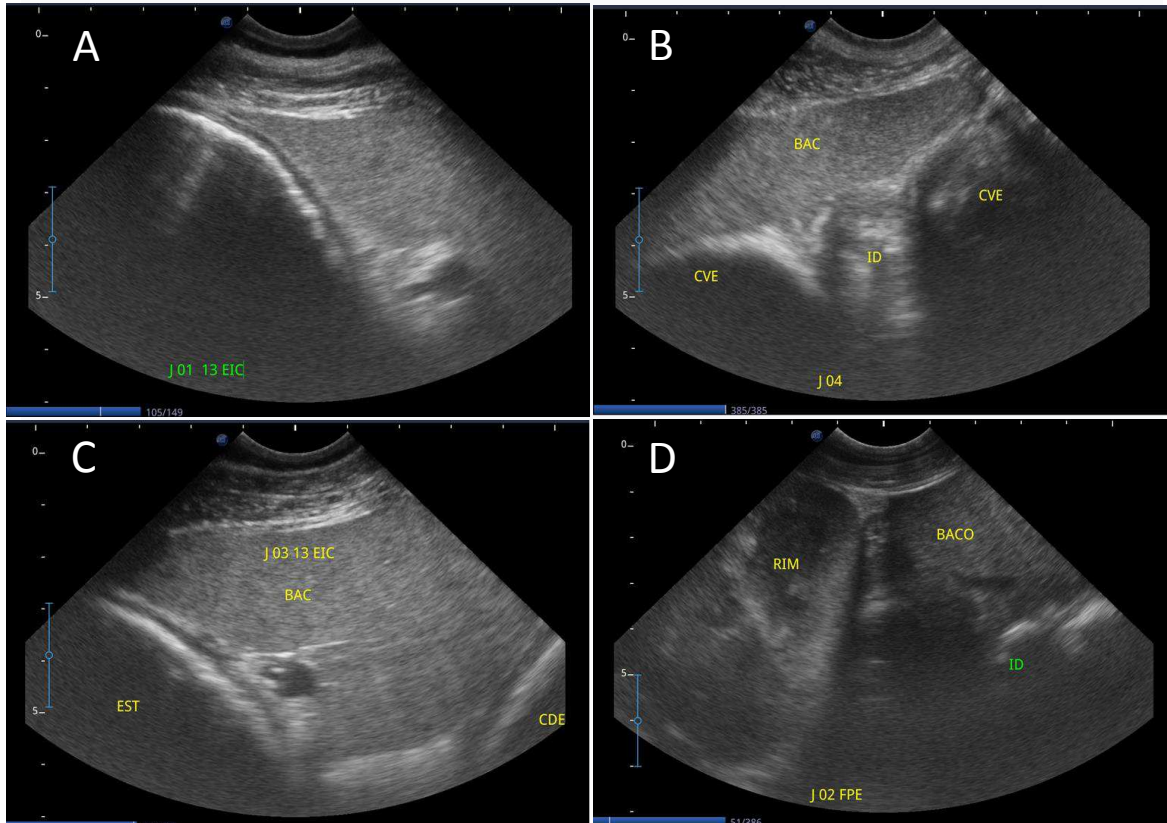 A
0
5
J 01 13 EIC
105/149
B
0
BAC
CVE
ID
CVE
5
J 04
385/385
C
0
J 03 13 EIC
BAC
EST
5
CDE
D
0
BACO
RIM
5
ID
J 02 FPE
51/386